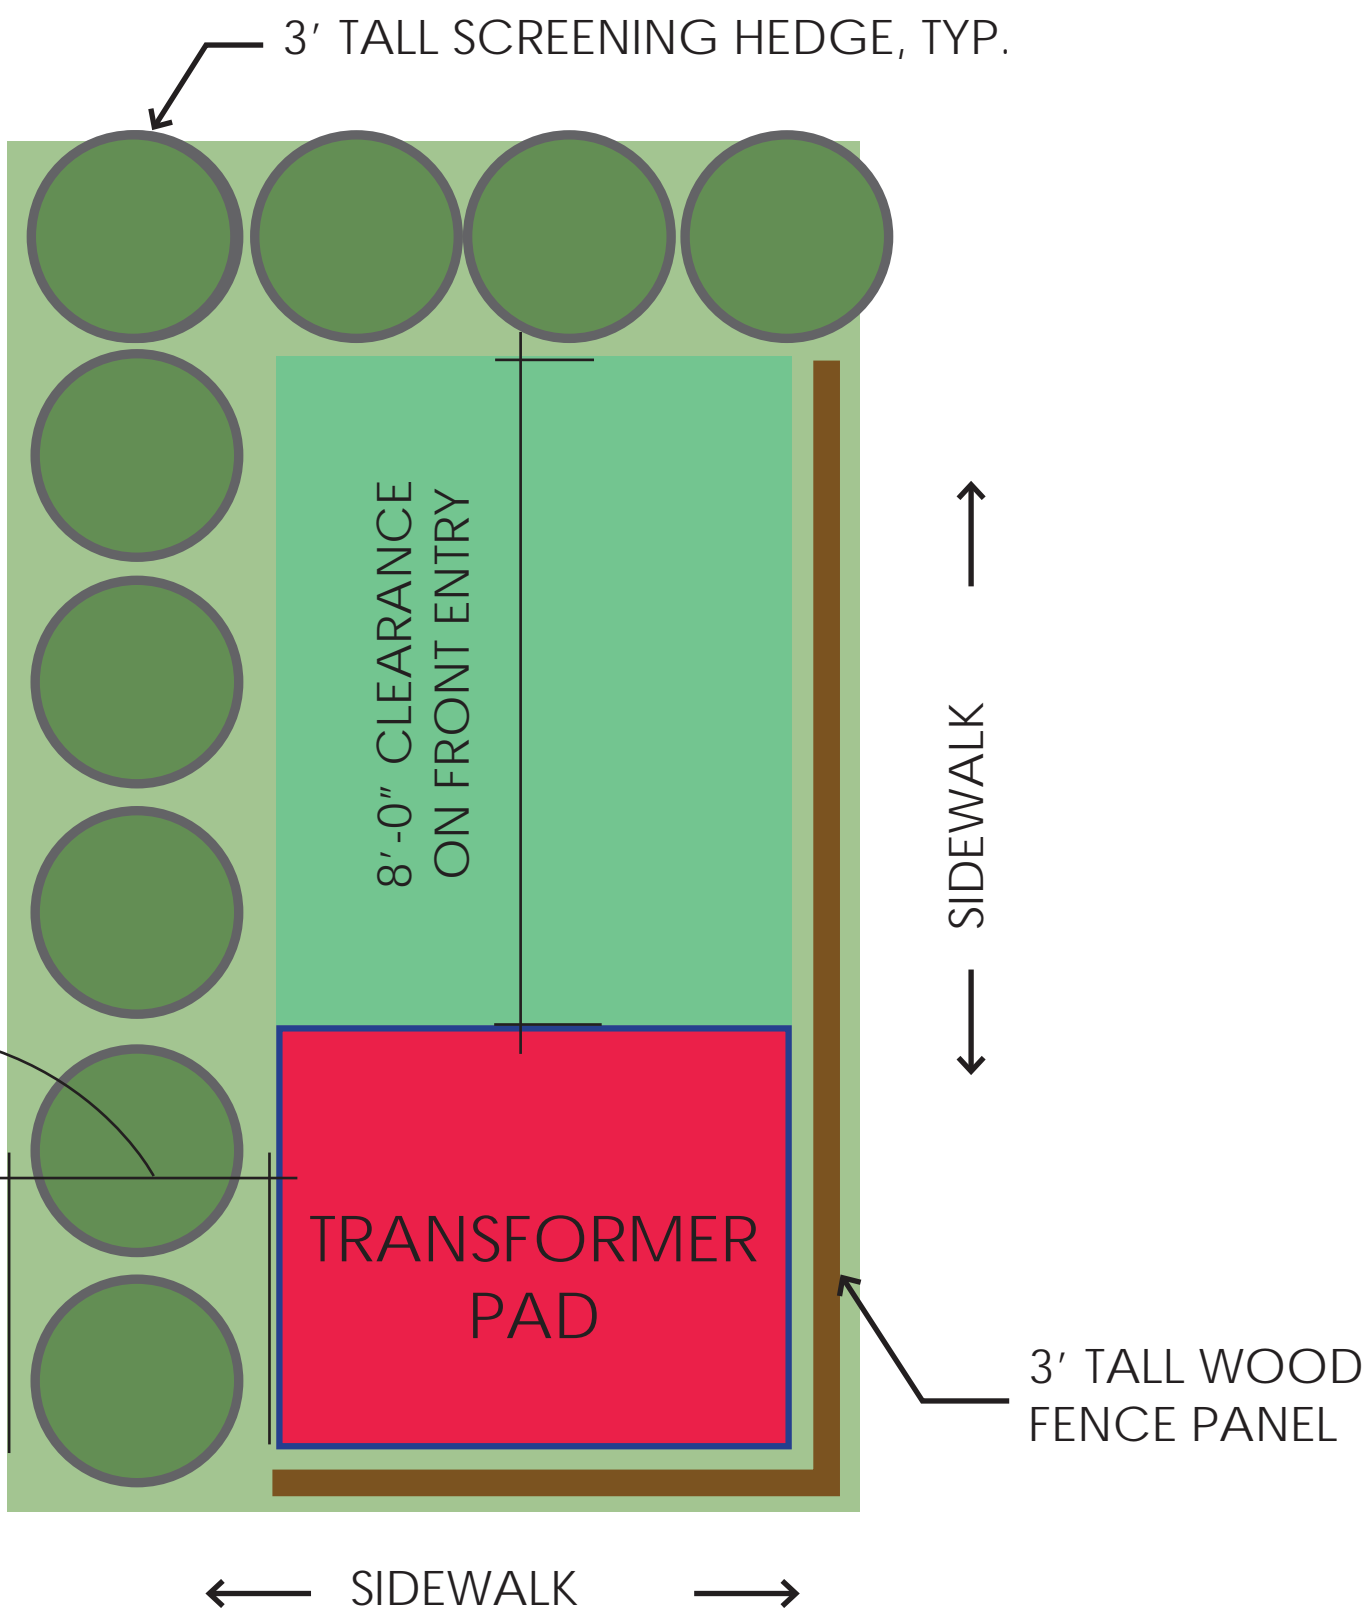 3' TALL SCREENING HEDGE, TYP.
8'-0" CLEARANCE
ON FRONT ENTRY
SIDEWALK
TRANSFORMER
PAD
3' TALL WOOD
FENCE PANEL
SIDEWALK